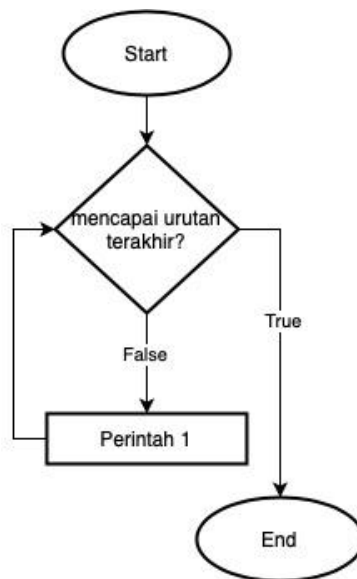 Start
mencapai urutan
terakhir?
True
False
Perintah 1
End